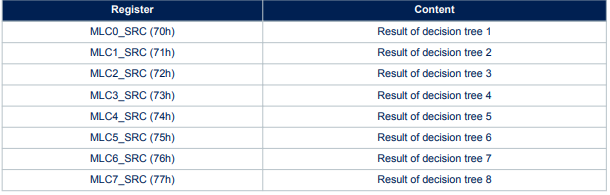 Register Content
MLC0_SRC (70h) Result of decision tree 1
MLC1_SRC (71h) Result of decision tree 2
MLC2_SRC (72h) Result of decision tree 3
MLC3_SRC (73h) Result of decision tree 4
MLC4_SRC (74h) Result of decision tree 5
MLC5_SRC (75h) Result of decision tree 6
MLC6_SRC (76h) Result of decision tree 7
MLC7_SRC (77h) Result of decision tree 8